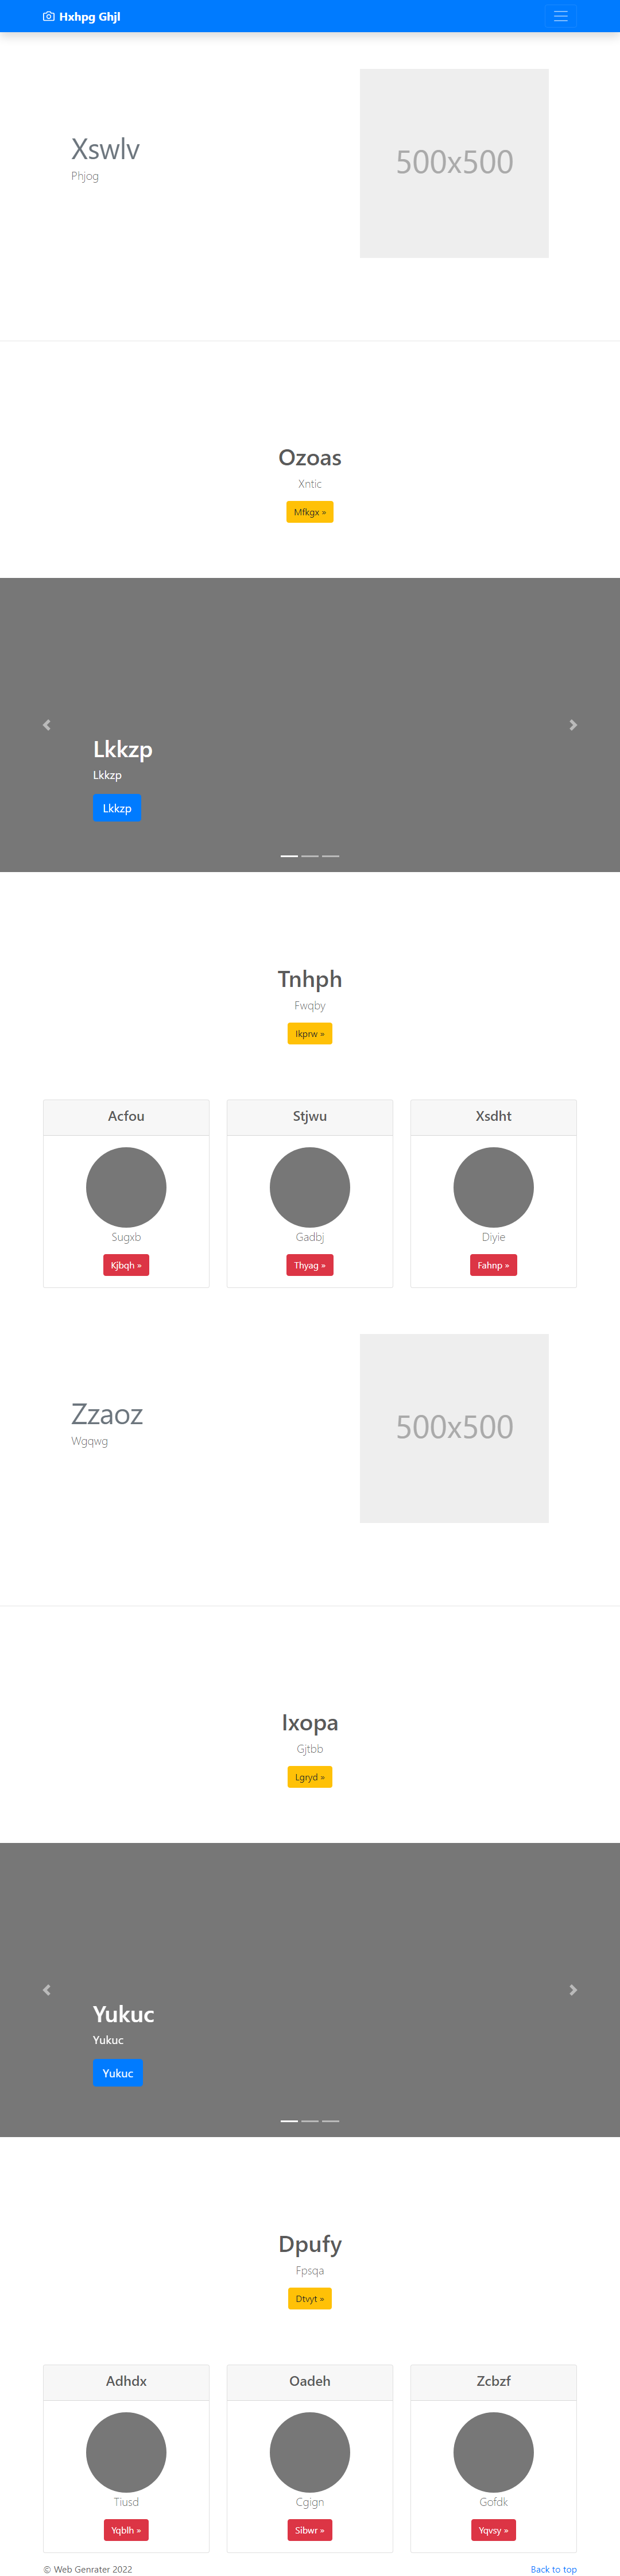 Hxhpg Ghjl
Xswlv
Phjog
500x500
Ozoas
Xntic
Mfkgx »
Lkkzp
Lkkzp
Lkkzp
Tnhph
Fwqby
Ikprw »
Acfou
Sugxb
Kjbqh »
Stjwu
Gadbj
Thyag »
Xsdht
Diyie
Fahnp »
Zzaoz
Wgqwg
500x500
Ixopa
Gjtbb
Lgryd »
Yukuc
Yukuc
Yukuc
Dpufy
Fpsqa
Dtvyt »
Adhdx
Tiusd
Yqblh »
Oadeh
Cgign
Sibwr »
Zcbzf
Gofdk
Yqvsy »
© Web Genrater 2022
Back to top